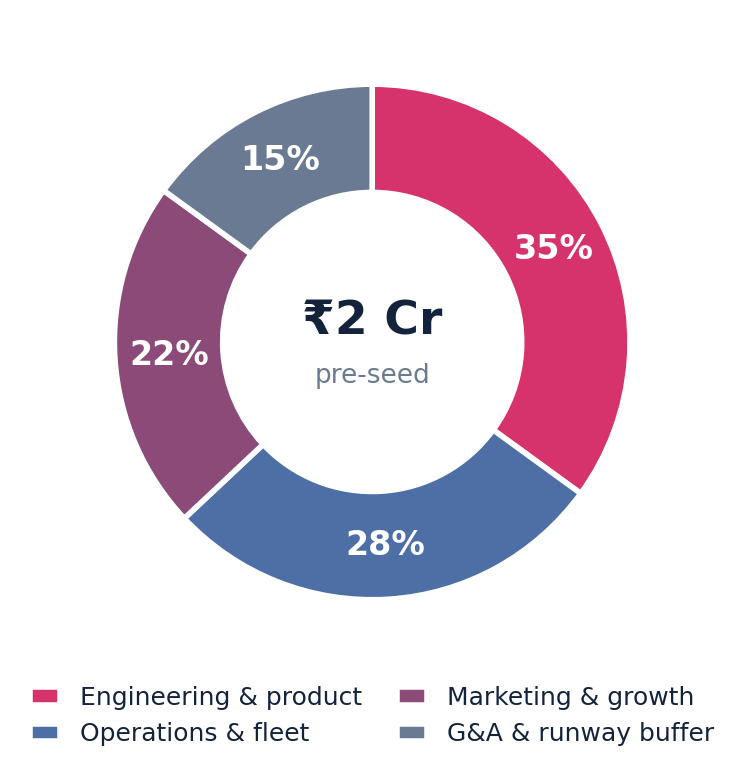 15%
35%
₹2 Cr
22%
pre-seed
28%
Engineering & product
Marketing & growth
Operations & fleet
G&A & runway buffer